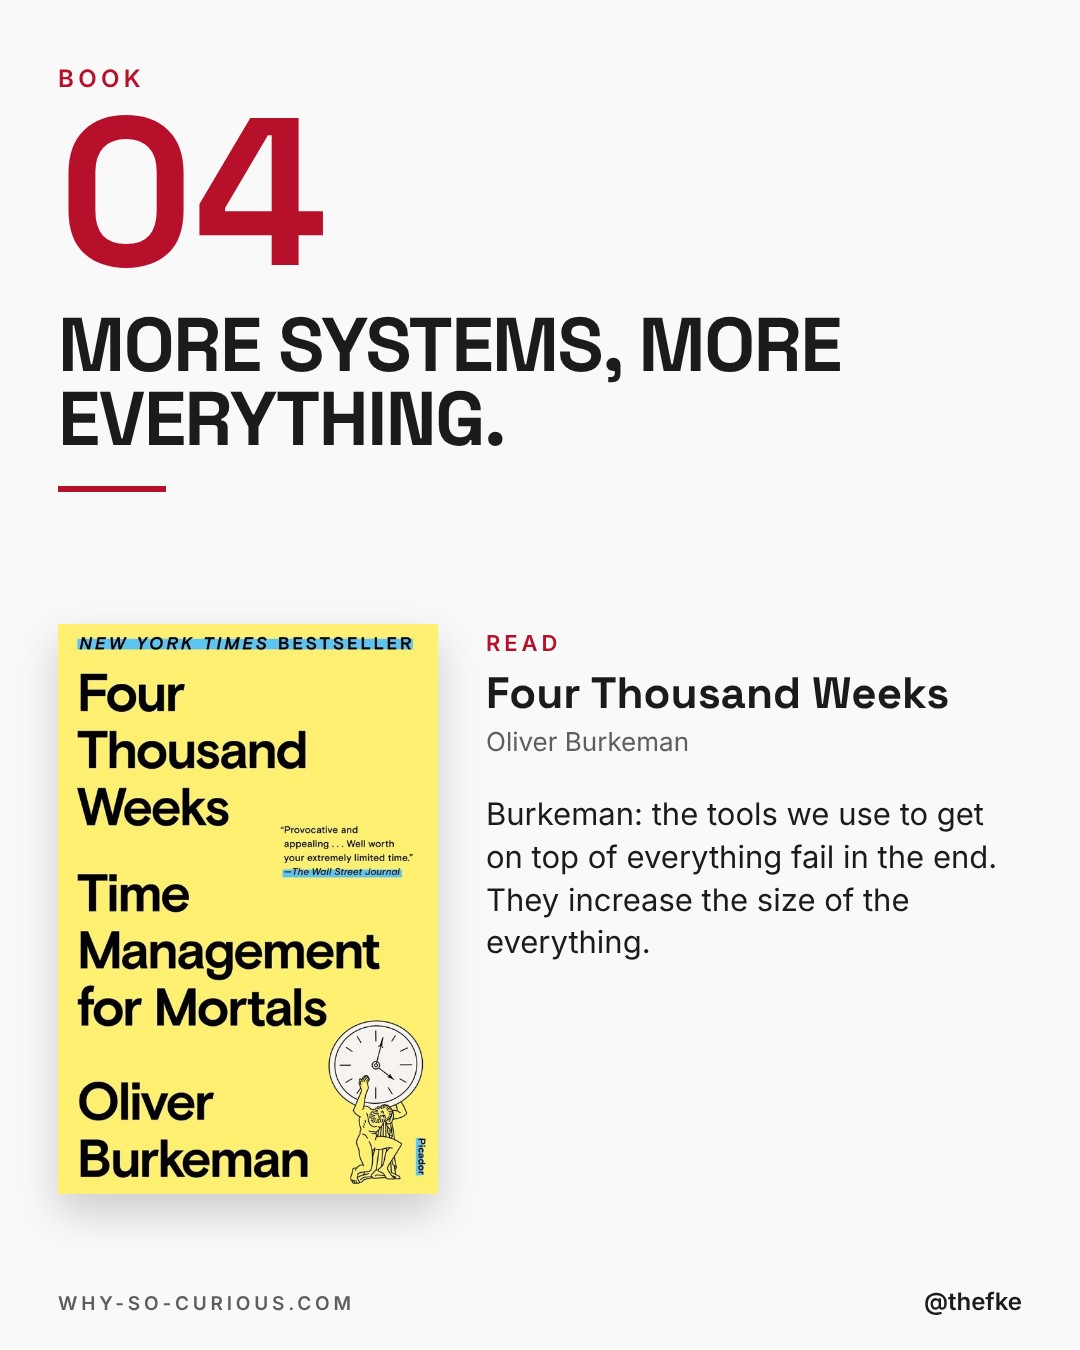 BOOK
04
MORE SYSTEMS, MORE
EVERYTHING.
NEW YORK TIMES BESTSELLER
Four
Thousand
Weeks
“Provocative and
appealing . . . Well worth
your extremely limited time.”
—The Wall Street Journal
Time
Management
for Mortals
Oliver
Burkeman
Picador
READ
Four Thousand Weeks
Oliver Burkeman
Burkeman: the tools we use to get
on top of everything fail in the end.
They increase the size of the
everything.
WHY-SO-CURIOUS.COM
@thefke